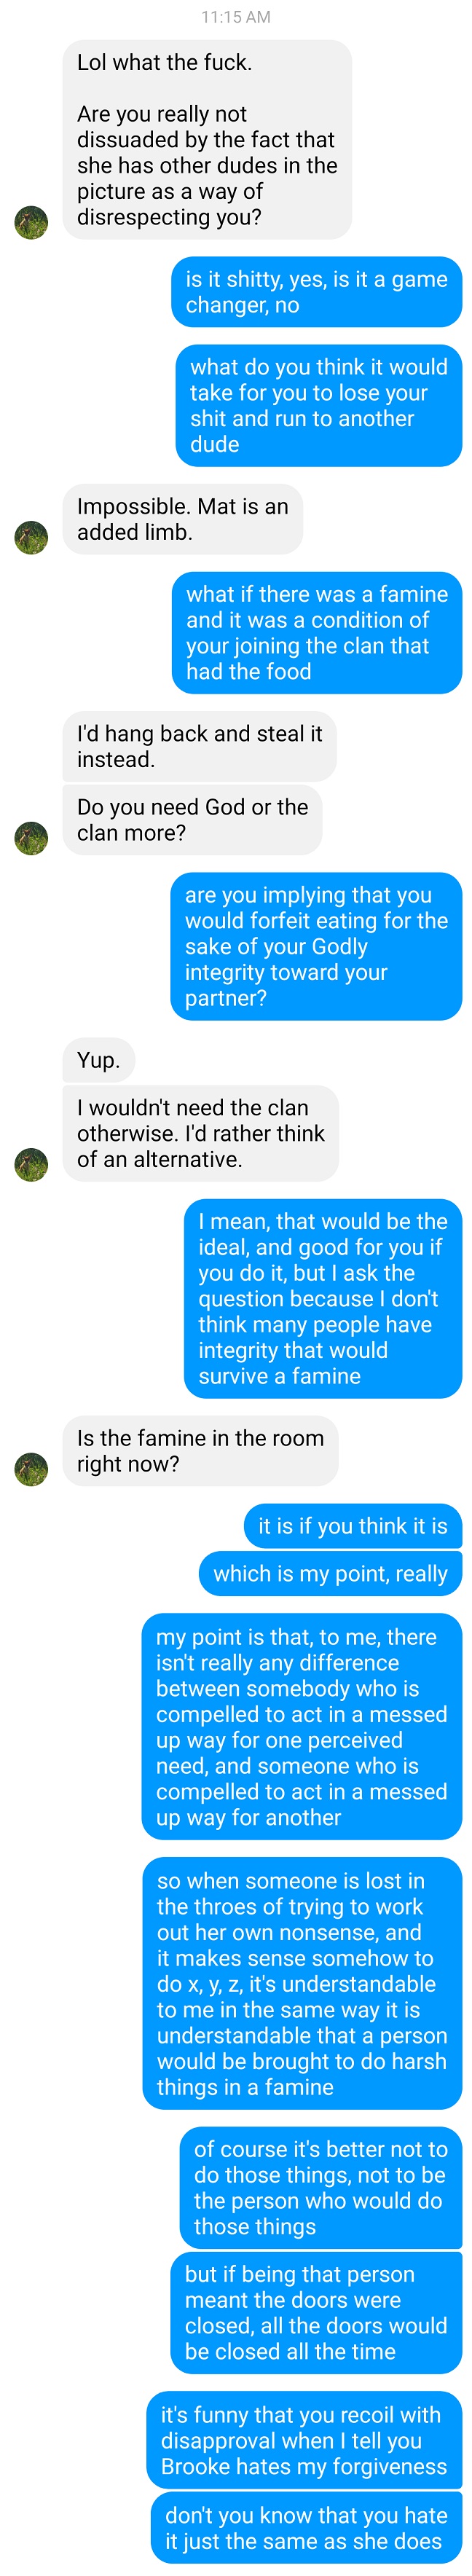 11:15 AM
Lol what the fuck.
Are you really not
dissuaded by the fact that
she has other dudes in the
picture as a way of
disrespecting you?
is it shitty, yes, is it a game
changer, no
what do you think it would
take for you to lose your
shit and run to another
dude
Impossible. Mat is an
added limb.
what if there was a famine
and it was a condition of
your joining the clan that
had the food
I'd hang back and steal it
instead.
Do you need God or the
clan more?
are you implying that you
would forfeit eating for the
sake of your Godly
integrity toward your
partner?
Yup.
I wouldn't need the clan
otherwise. I'd rather think
of an alternative.
I mean, that would be the
ideal, and good for you if
you do it, but I ask the
question because I don't
think many people have
integrity that would
survive a famine
Is the famine in the room
right now?
it is if you think it is
which is my point, really
my point is that, to me, there
isn't really any difference
between somebody who is
compelled to act in a messed
up way for one perceived
need, and someone who is
compelled to act in a messed
up way for another
so when someone is lost in
the throes of trying to work
out her own nonsense, and
it makes sense somehow to
do x, y, z, it's understandable
to me in the same way it is
understandable that a person
would be brought to do harsh
things in a famine
of course it's better not to
do those things, not to be
the person who would do
those things
but if being that person
meant the doors were
closed, all the doors would
be closed all the time
it's funny that you recoil with
disapproval when I tell you
Brooke hates my forgiveness
don't you know that you hate
it just the same as she does